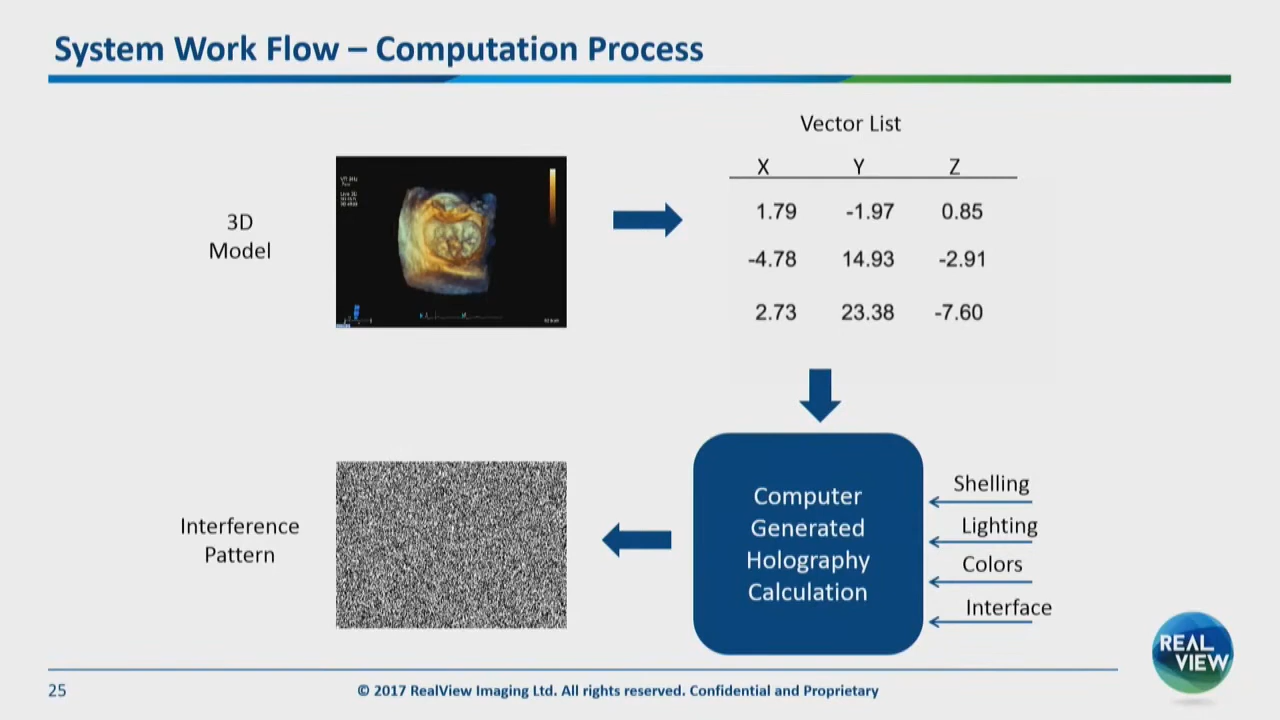 System Work Flow – Computation Process
3D
Model
Vector List
X Y Z
1.79 -1.97 0.85
-4.78 14.93 -2.91
2.73 23.38 -7.60
Computer
Generated
Holography
Calculation
Shelling
Lighting
Colors
Interface
Interference
Pattern
REAL
VIEW
25
© 2017 RealView Imaging Ltd. All rights reserved. Confidential and Proprietary